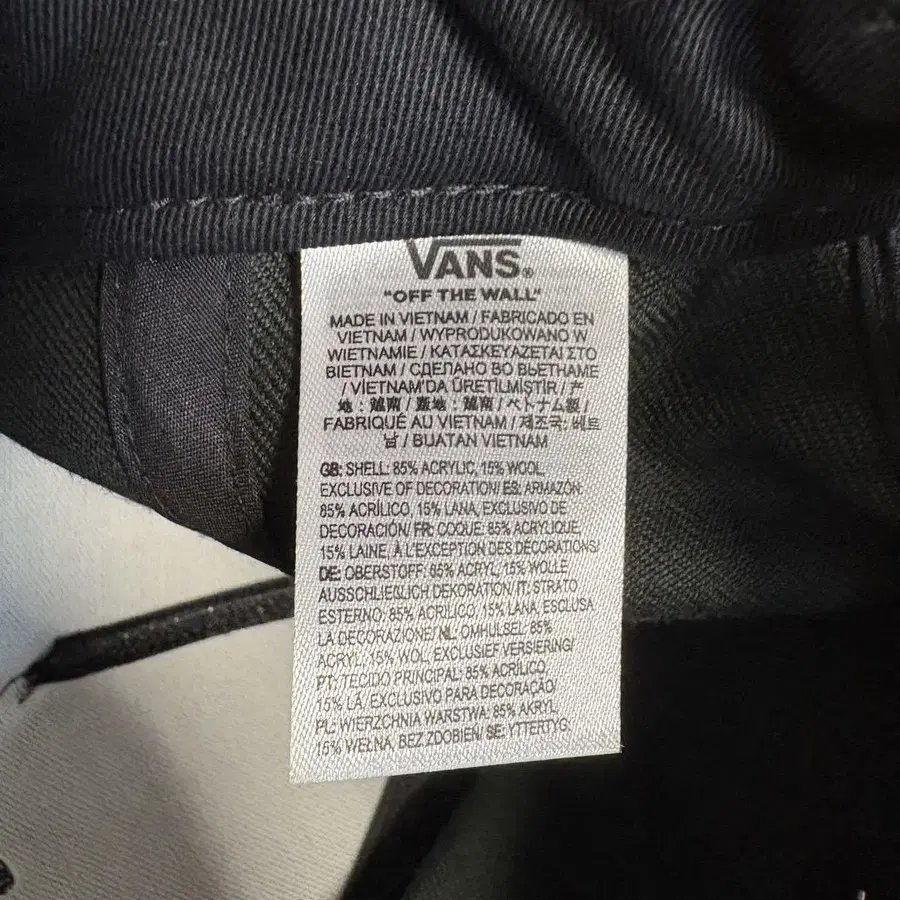 VANS®
"OFF THE WALL"
MADE IN VIETNAM / FABRICADO EN
VIETNAM / WYPRODUKOWANO W
WIETNAMIE / ΚΑΤΑΣΚΕΥΑΖΕΤΑΙ ΣΤΟ
ΒΙΕΤΝΑΜ / СДЕЛАНО ВО ВЬЕТНАМЕ
/ VIETNAM'DA ÜRETILMIŞTIR / 产
地：越南 / 產地：越南 / ベトナム製 /
FABRIQUÉ AU VIETNAM / 제조국: 베트
남 / BUATAN VIETNAM
GB: SHELL: 85% ACRYLIC, 15% WOOL,
EXCLUSIVE OF DECORATION/ ES: ARMAZÓN:
85% ACRÍLICO, 15% LANA, EXCLUSIVO DE
DECORACIÓN/ FR: COQUE: 85% ACRYLIQUE,
15% LAINE, À L'EXCEPTION DES DÉCORATIONS/
DE: OBERSTOFF: 85% ACRYL, 15% WOLLE,
AUSSCHLIEẞLICH DEKORATION/ IT: STRATO
ESTERNO: 85% ACRILICO, 15% LANA, ESCLUSA
LA DECORAZIONE/ NL: OMHULSEL: 85%
ACRYL, 15% WOL, EXCLUSIEF VERSIERING/
PT: TECIDO PRINCIPAL: 85% ACRÍLICO,
15% LÃ, EXCLUSIVO PARA DECORAÇÃO/
PL: WIERZCHNIA WARSTWA: 85% AKRYL,
15% WEŁNA, BEZ ZDOBIEŃ/ SE: YTTERTYG: